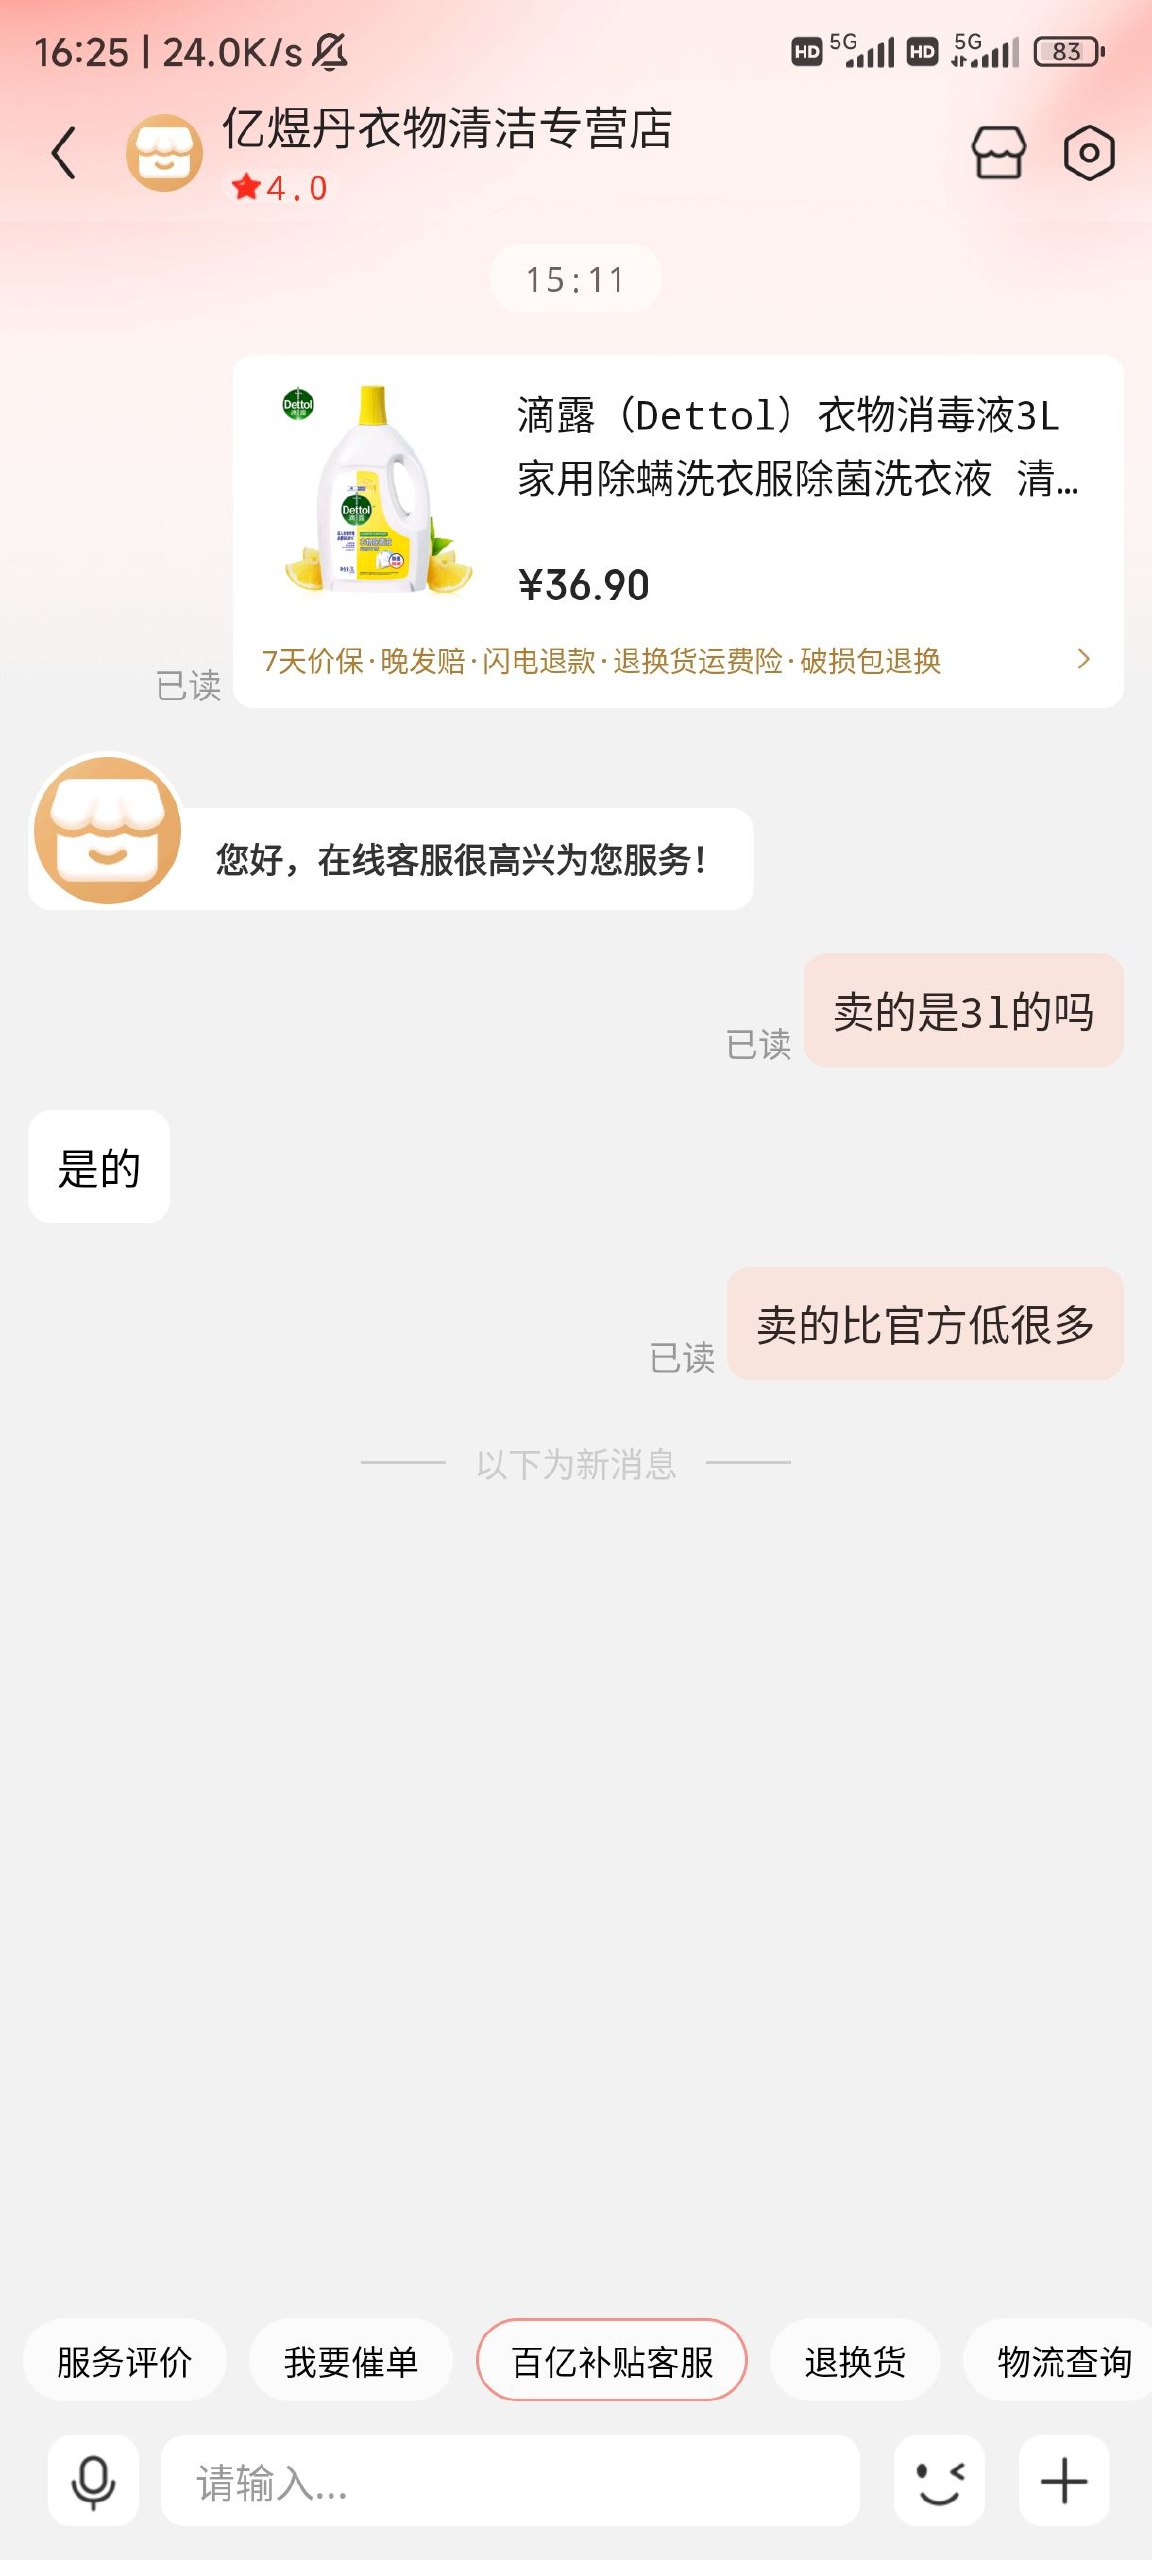 16:25 | 24.0K/s
HD 5G HD 5G 83
亿煜丹衣物清洁专营店
4.0
15:11
Dettol
滴露
Dettol
滴露（Dettol）衣物消毒液3L
家用除螨洗衣服除菌洗衣液 清...
¥36.90
7天价保·晚发赔·闪电退款·退换货运费险·破损包退换
已读
您好，在线客服很高兴为您服务！
卖的是3l的吗
已读
是的
卖的比官方低很多
已读
以下为新消息
服务评价 我要催单 百亿补贴客服 退换货 物流查询
请输入...